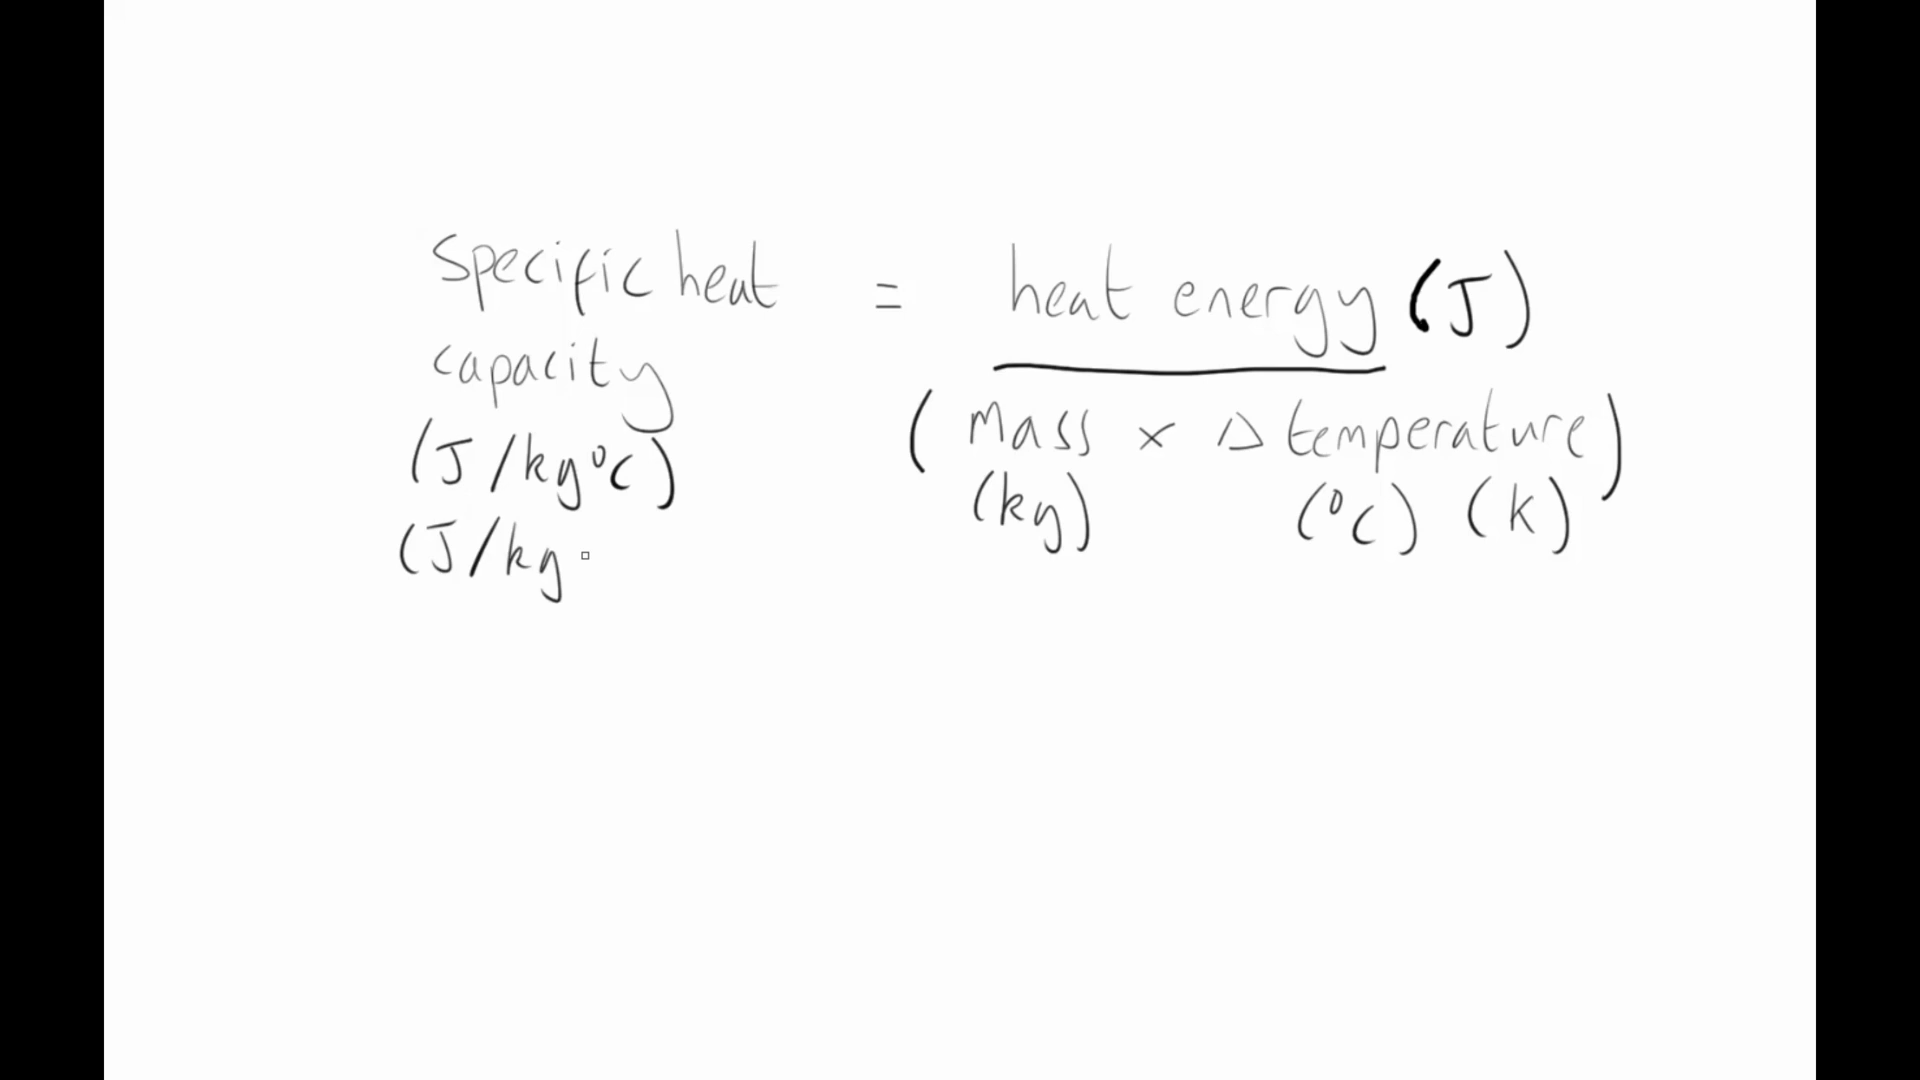 Specific heat capacity = heat energy (J)
(J/kg°C) (mass × Δ temperature)
(J/kg (kg) (°C) (K)